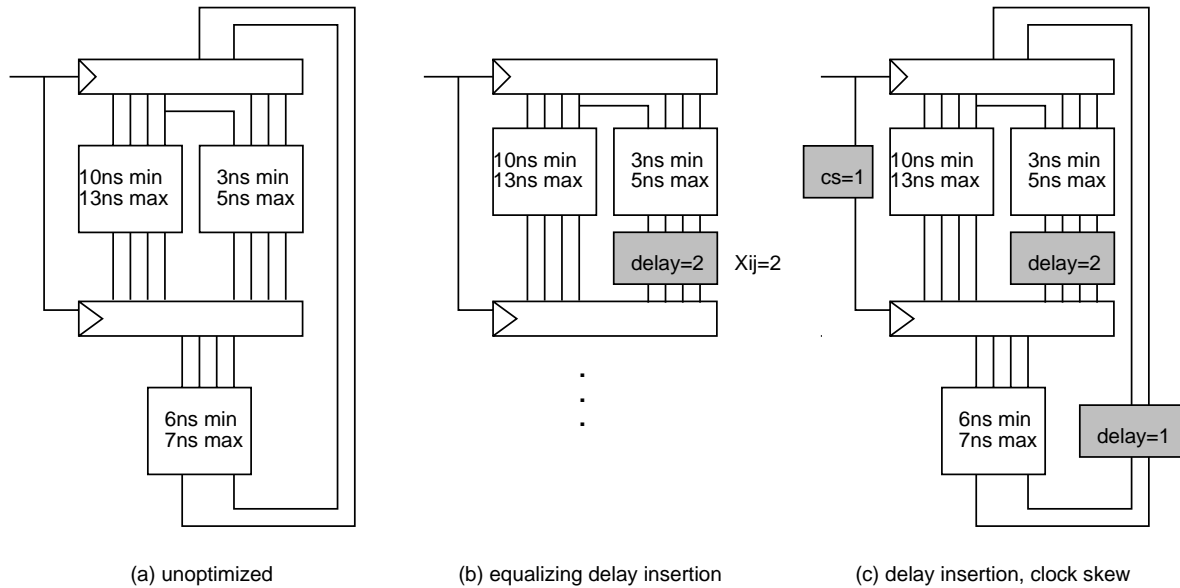 10ns min
13ns max
3ns min
5ns max
6ns min
7ns max
(a) unoptimized
10ns min
13ns max
3ns min
5ns max
delay=2
Xij=2
.
.
.
(b) equalizing delay insertion
cs=1
10ns min
13ns max
3ns min
5ns max
delay=2
6ns min
7ns max
delay=1
(c) delay insertion, clock skew